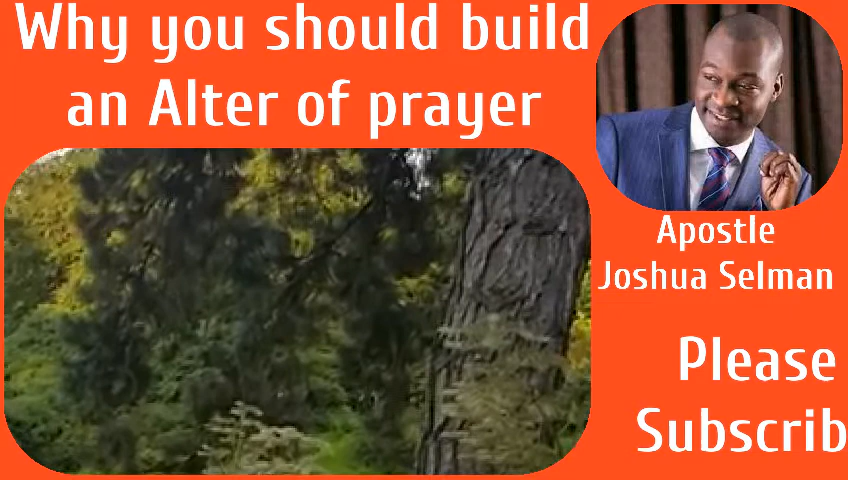 Why you should build
an Alter of prayer
Apostle
Joshua Selman
Please
Subscrib